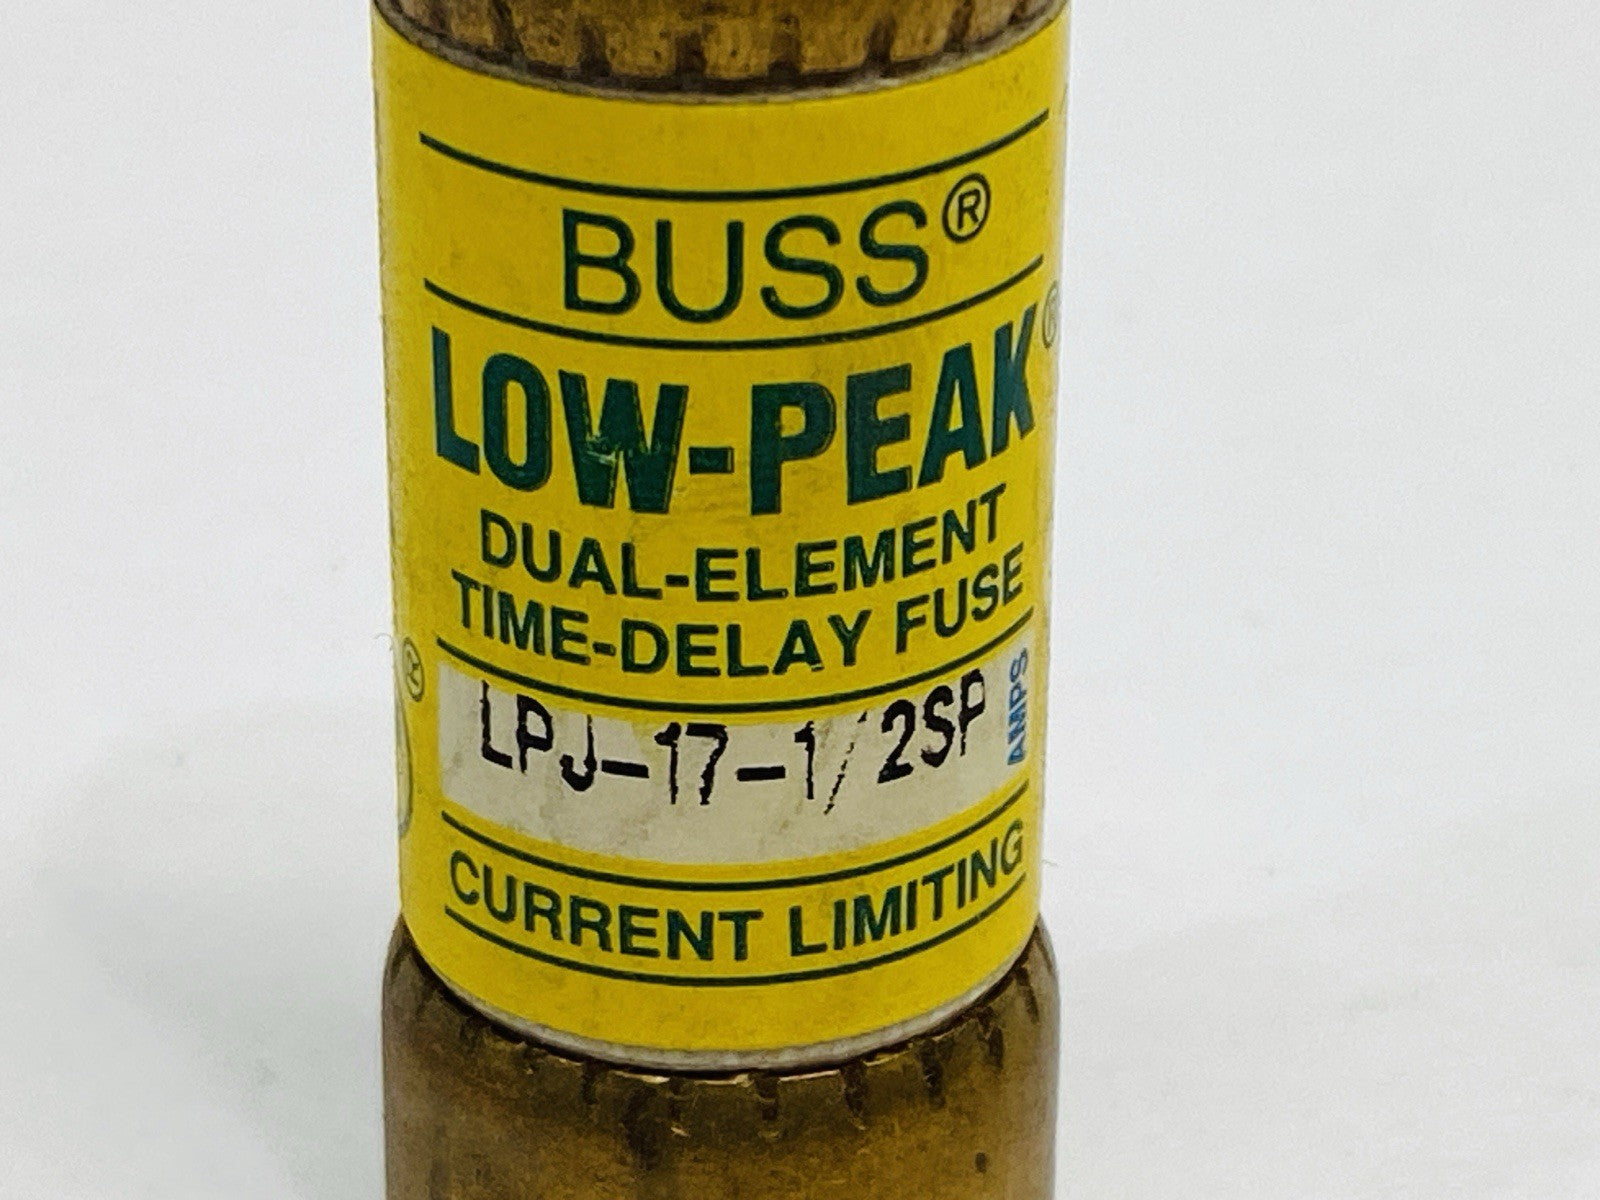 BUSS®
LOW-PEAK®
DUAL-ELEMENT
TIME-DELAY FUSE
LPJ-17-1/2SP AMPS
CURRENT LIMITING
®